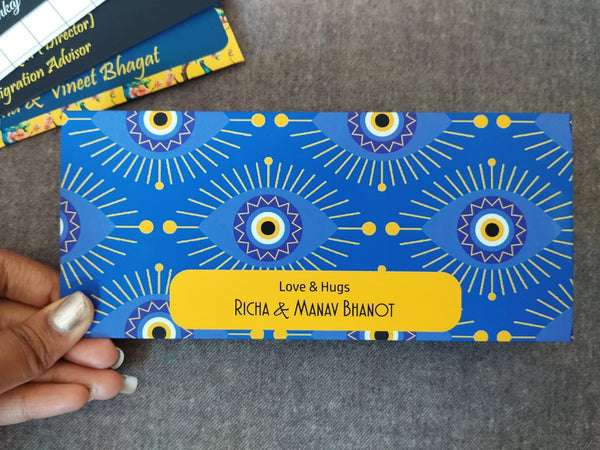 Director)
igration Advisor
& Vineet Bhagat
Love & Hugs
Richa & Manav Bhanot